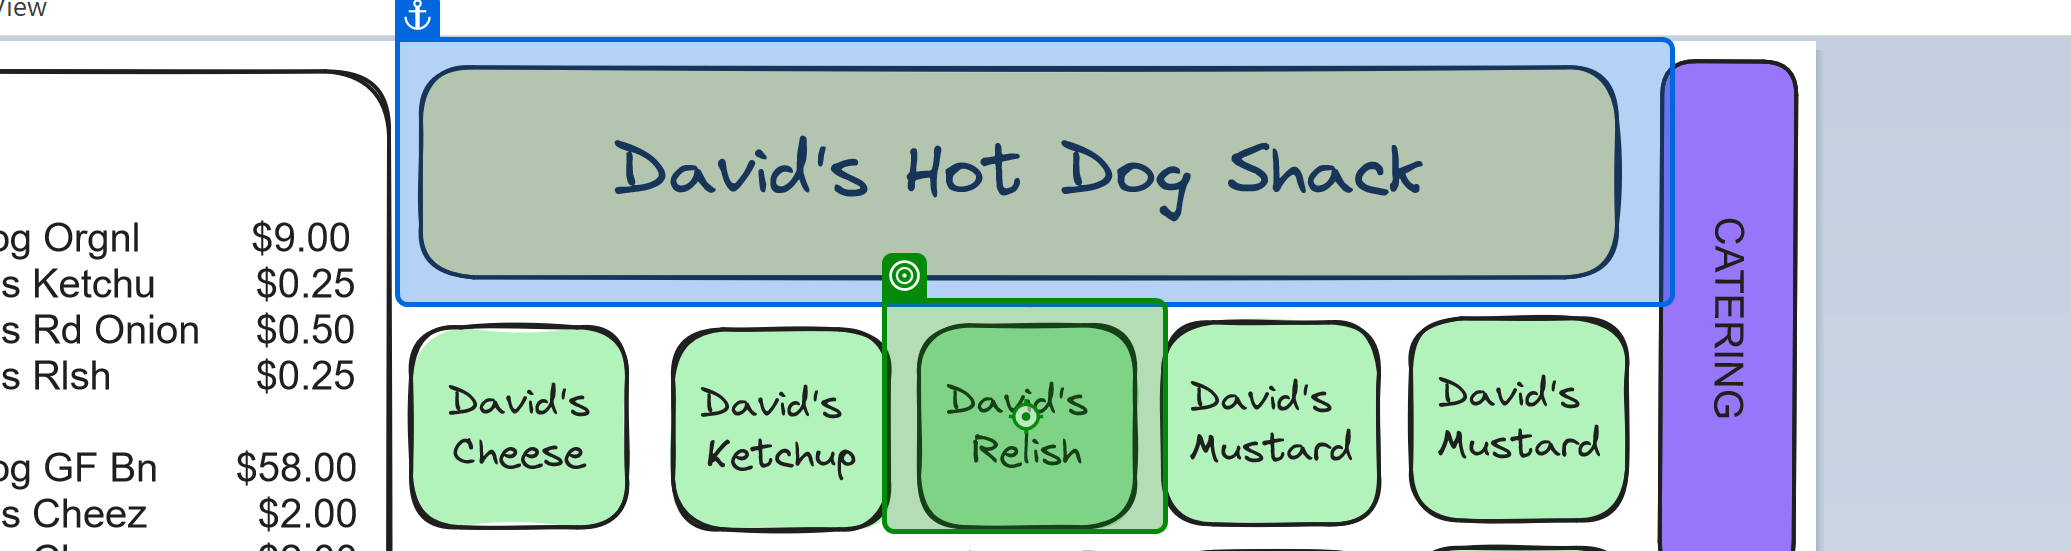 View
og Orgnl $9.00
s Ketchu $0.25
s Rd Onion $0.50
s Rlsh $0.25
og GF Bn $58.00
s Cheez $2.00
David's Hot Dog Shack
David's
Cheese
David's
Ketchup
David's
Relish
David's
Mustard
David's
Mustard
CATERING